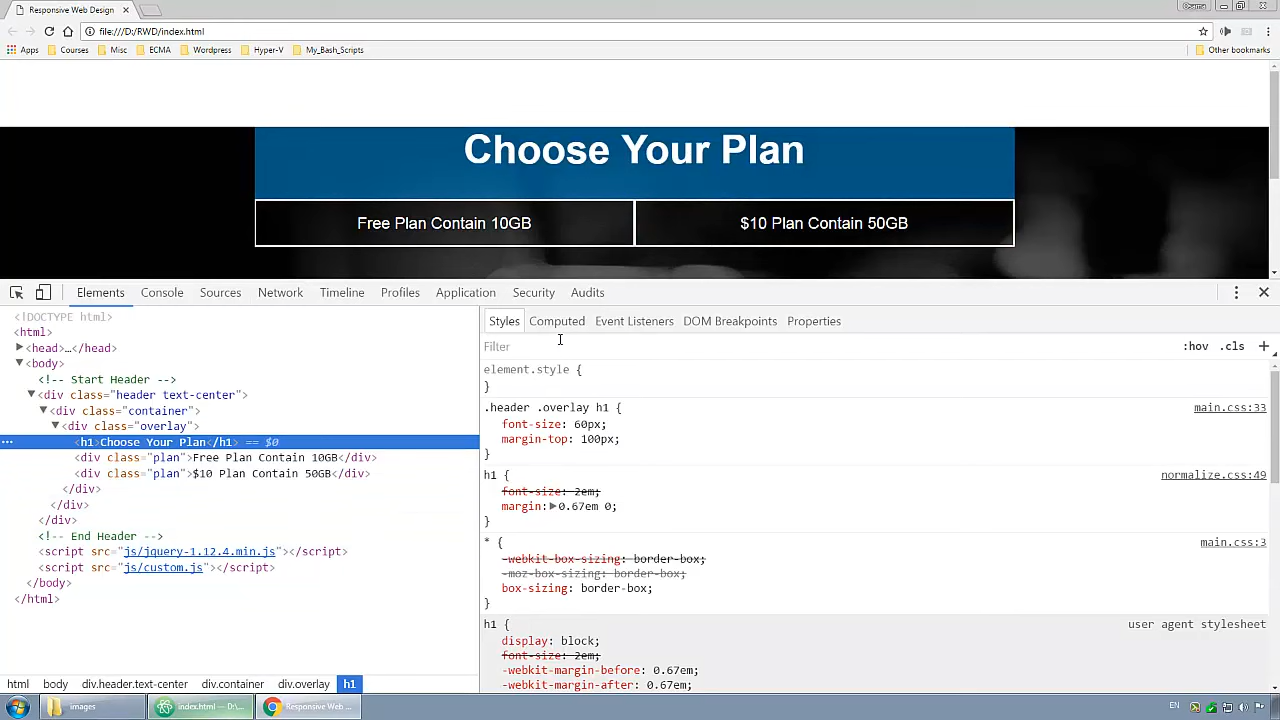 Responsive Web Design
Osama
file:///D:/RWD/index.html
Apps Courses Misc ECMA Wordpress Hyper-V My_Bash_Scripts Other bookmarks
Choose Your Plan
Free Plan Contain 10GB $10 Plan Contain 50GB
Elements Console Sources Network Timeline Profiles Application Security Audits
<!DOCTYPE html>
<html>
<head>…</head>
<body>
<!-- Start Header -->
<div class="header text-center">
<div class="container">
<div class="overlay">
<h1>Choose Your Plan</h1> == $0
<div class="plan">Free Plan Contain 10GB</div>
<div class="plan">$10 Plan Contain 50GB</div>
</div>
</div>
</div>
<!-- End Header -->
<script src="js/jquery-1.12.4.min.js"></script>
<script src="js/custom.js"></script>
</body>
</html>
html body div.header.text-center div.container div.overlay h1
Styles Computed Event Listeners DOM Breakpoints Properties
Filter :hov .cls +
element.style {
}
.header .overlay h1 { main.css:33
font-size: 60px;
margin-top: 100px;
}
h1 { normalize.css:49
font-size: 2em;
margin: 0.67em 0;
}
* { main.css:3
-webkit-box-sizing: border-box;
-moz-box-sizing: border-box;
box-sizing: border-box;
}
h1 { user agent stylesheet
display: block;
font-size: 2em;
-webkit-margin-before: 0.67em;
-webkit-margin-after: 0.67em;
images index.html — D:\... Responsive Web ... EN